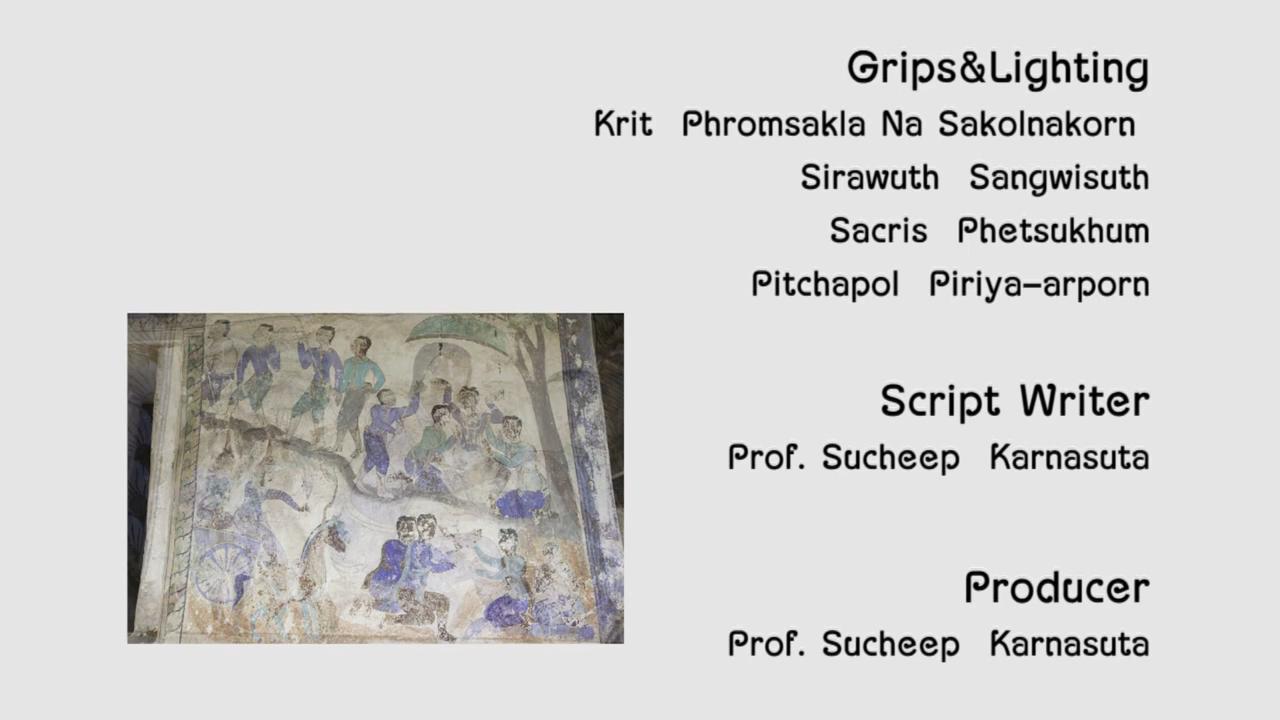 Grips&Lighting
Krit Phromsakla Na Sakolnakorn
Sirawuth Sangwisuth
Sacris Phetsukhum
Pitchapol Piriya-arporn
Script Writer
Prof. Sucheep Karnasuta
Producer
Prof. Sucheep Karnasuta